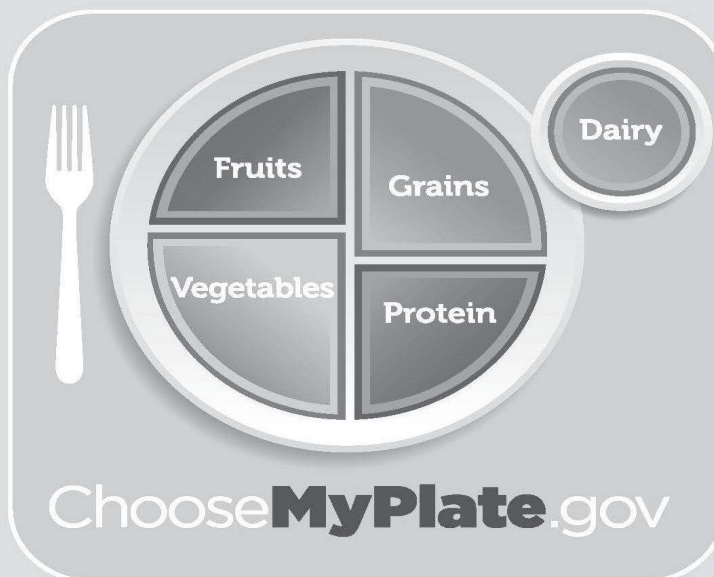 Fruits
Grains
Dairy
Vegetables
Protein
ChooseMyPlate.gov